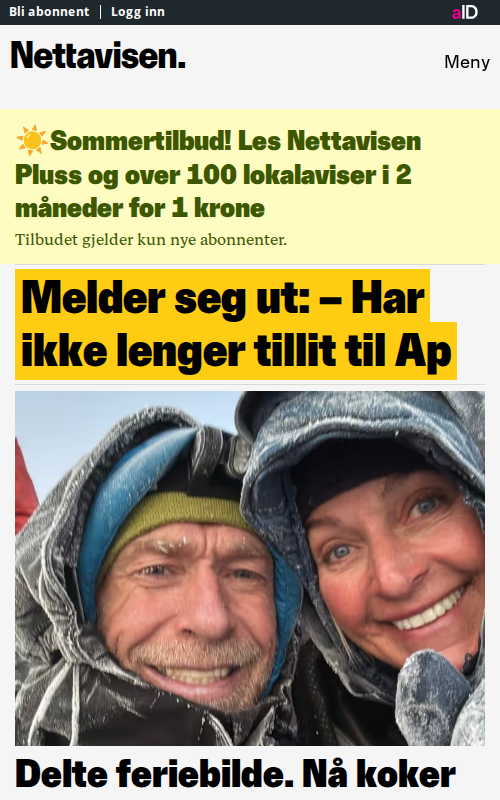 Bli abonnent | Logg inn
aID
Nettavisen.
Meny
☀️Sommertilbud! Les Nettavisen
Pluss og over 100 lokalaviser i 2
måneder for 1 krone
Tilbudet gjelder kun nye abonnenter.
Melder seg ut: – Har
ikke lenger tillit til Ap
Delte feriebilde. Nå koker